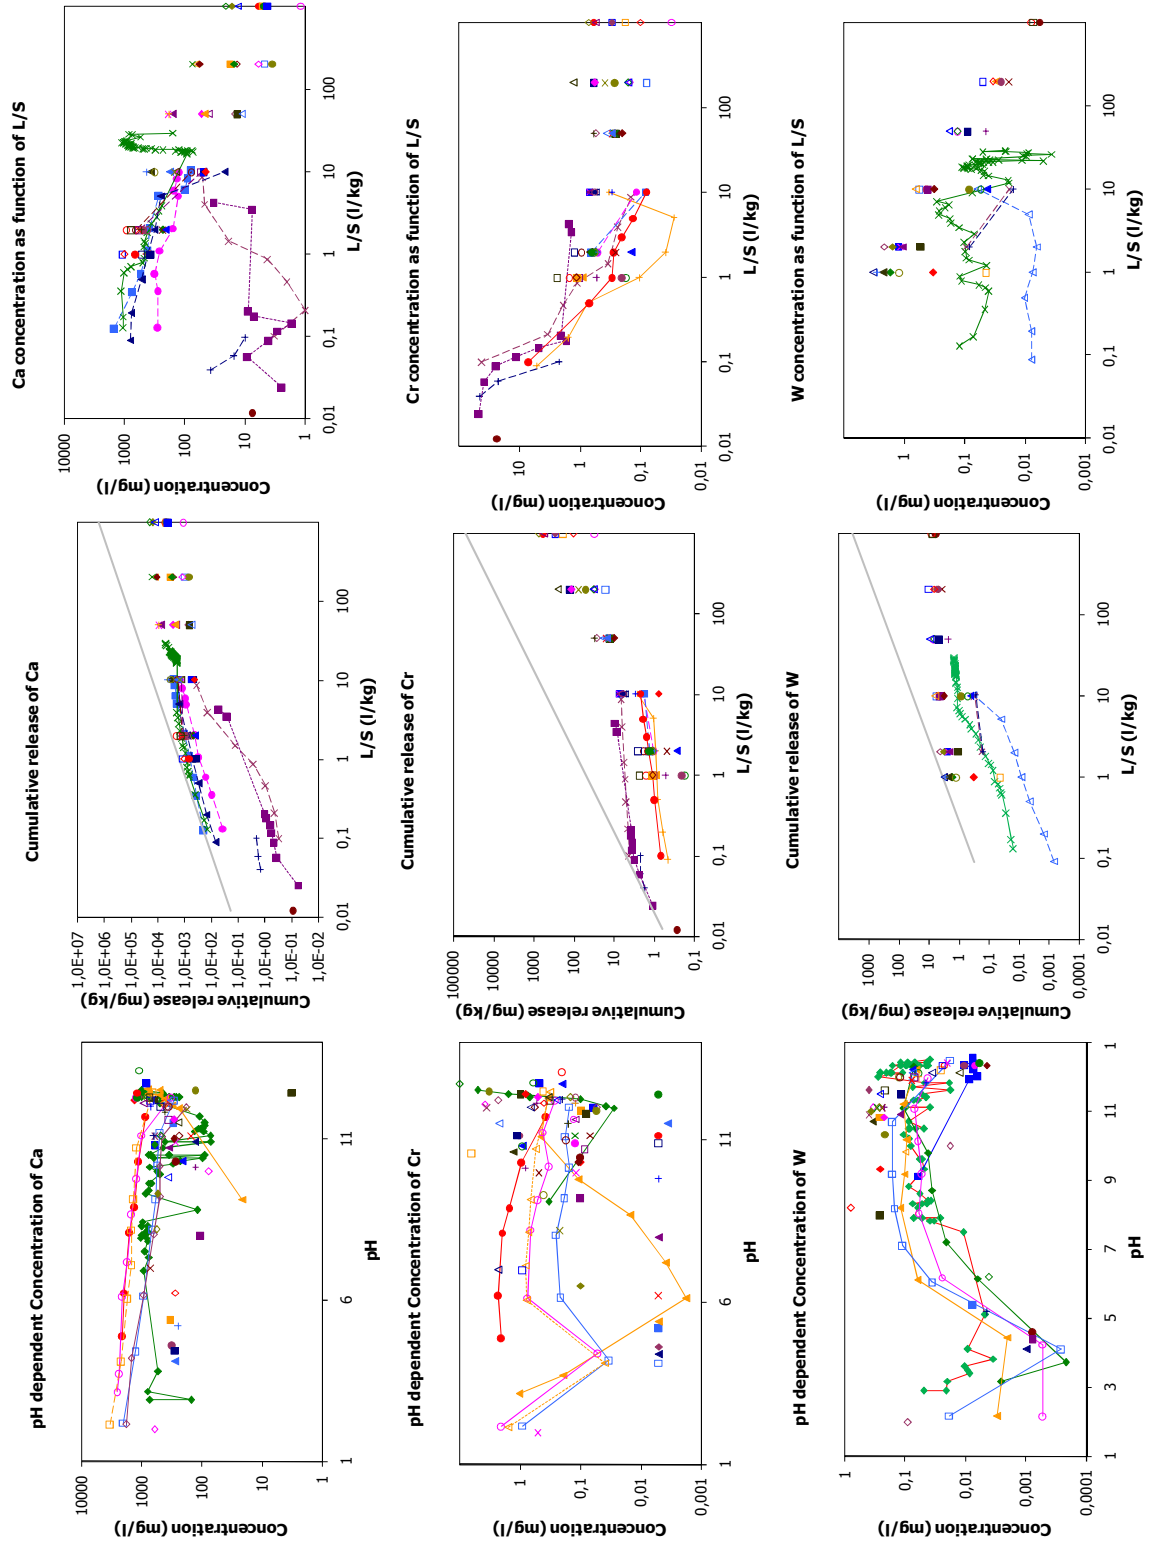 pH dependent Concentration of Ca
Concentration (mg/l)
10000
1000
100
10
1
1
6
11
pH
Cumulative release of Ca
Cumulative release (mg/kg)
1,0E+07
1,0E+06
1,0E+05
1,0E+04
1,0E+03
1,0E+02
1,0E+01
1,0E+00
1,0E-01
1,0E-02
0,01
0,1
1
10
100
L/S (l/kg)
Ca concentration as function of L/S
Concentration (mg/l)
10000
1000
100
10
1
0,01
0,1
1
10
100
L/S (l/kg)
pH dependent Concentration of Cr
Concentration (mg/l)
1
0,1
0,01
0,001
1
6
11
pH
Cumulative release of Cr
Cumulative release (mg/kg)
100000
10000
1000
100
10
1
0,1
0,01
0,1
1
10
100
L/S (l/kg)
Cr concentration as function of L/S
Concentration (mg/l)
10
1
0,1
0,01
0,01
0,1
1
10
100
L/S (l/kg)
pH dependent Concentration of W
Concentration (mg/l)
1
0,1
0,01
0,001
0,0001
1
3
5
7
9
11
1
pH
Cumulative release of W
Cumulative release (mg/kg)
1000
100
10
1
0,1
0,01
0,001
0,0001
0,01
0,1
1
10
100
L/S (l/kg)
W concentration as function of L/S
Concentration (mg/l)
1
0,1
0,01
0,001
0,01
0,1
1
10
100
L/S (l/kg)